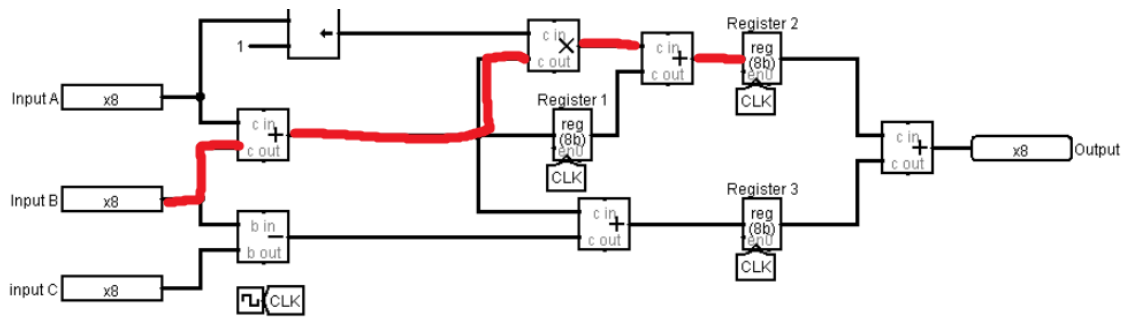 Register 2
1
c in
×
c out
c in
+
c out
reg
(8b)
en0
CLK
Input A
x8
Register 1
c in
+
c out
reg
(8b)
en0
CLK
c in
+
c out
x8
Output
Input B
x8
Register 3
b in
−
b out
c in
+
c out
reg
(8b)
en0
CLK
input C
x8
CLK